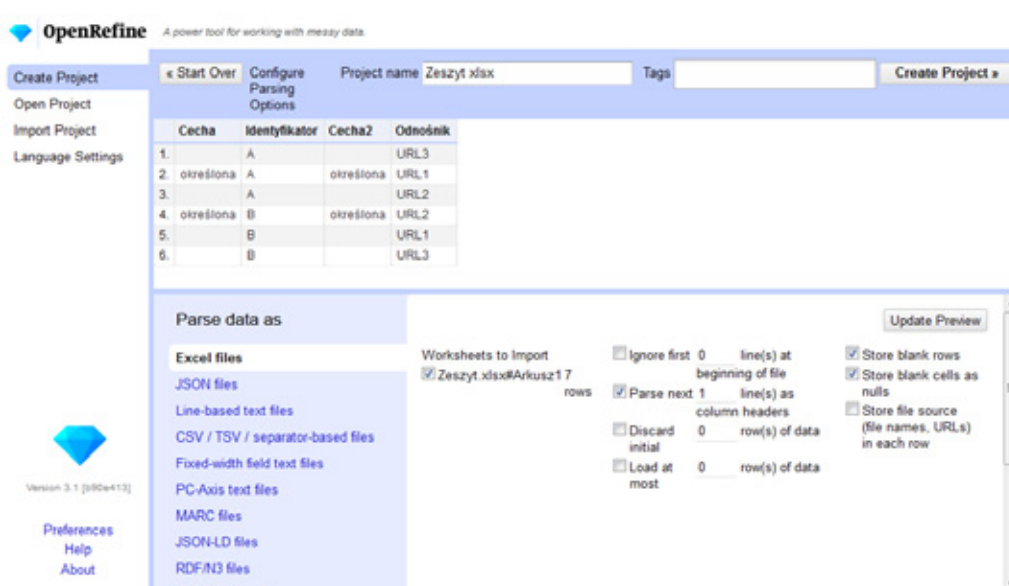 OpenRefine A power tool for working with messy data.
Create Project
Open Project
Import Project
Language Settings
« Start Over
Configure
Parsing
Options
Project name Zeszyt xlsx
Tags
Create Project »
Cecha Identyfikator Cecha2 Odnośnik
1. A URL3
2. określona A określona URL1
3. A URL2
4. określona B określona URL2
5. B URL1
6. B URL3
Parse data as
Update Preview
Excel files
JSON files
Line-based text files
CSV / TSV / separator-based files
Fixed-width field text files
PC-Axis text files
MARC files
JSON-LD files
RDF/N3 files
Worksheets to Import
Zeszyt.xlsx#Arkusz1 7
rows
Ignore first 0 line(s) at
beginning of file
Parse next 1 line(s) as
column headers
Discard 0 row(s) of data
initial
Load at 0 row(s) of data
most
Store blank rows
Store blank cells as
nulls
Store file source
(file names, URLs)
in each row
Version 3.1 [b90e413]
Preferences
Help
About